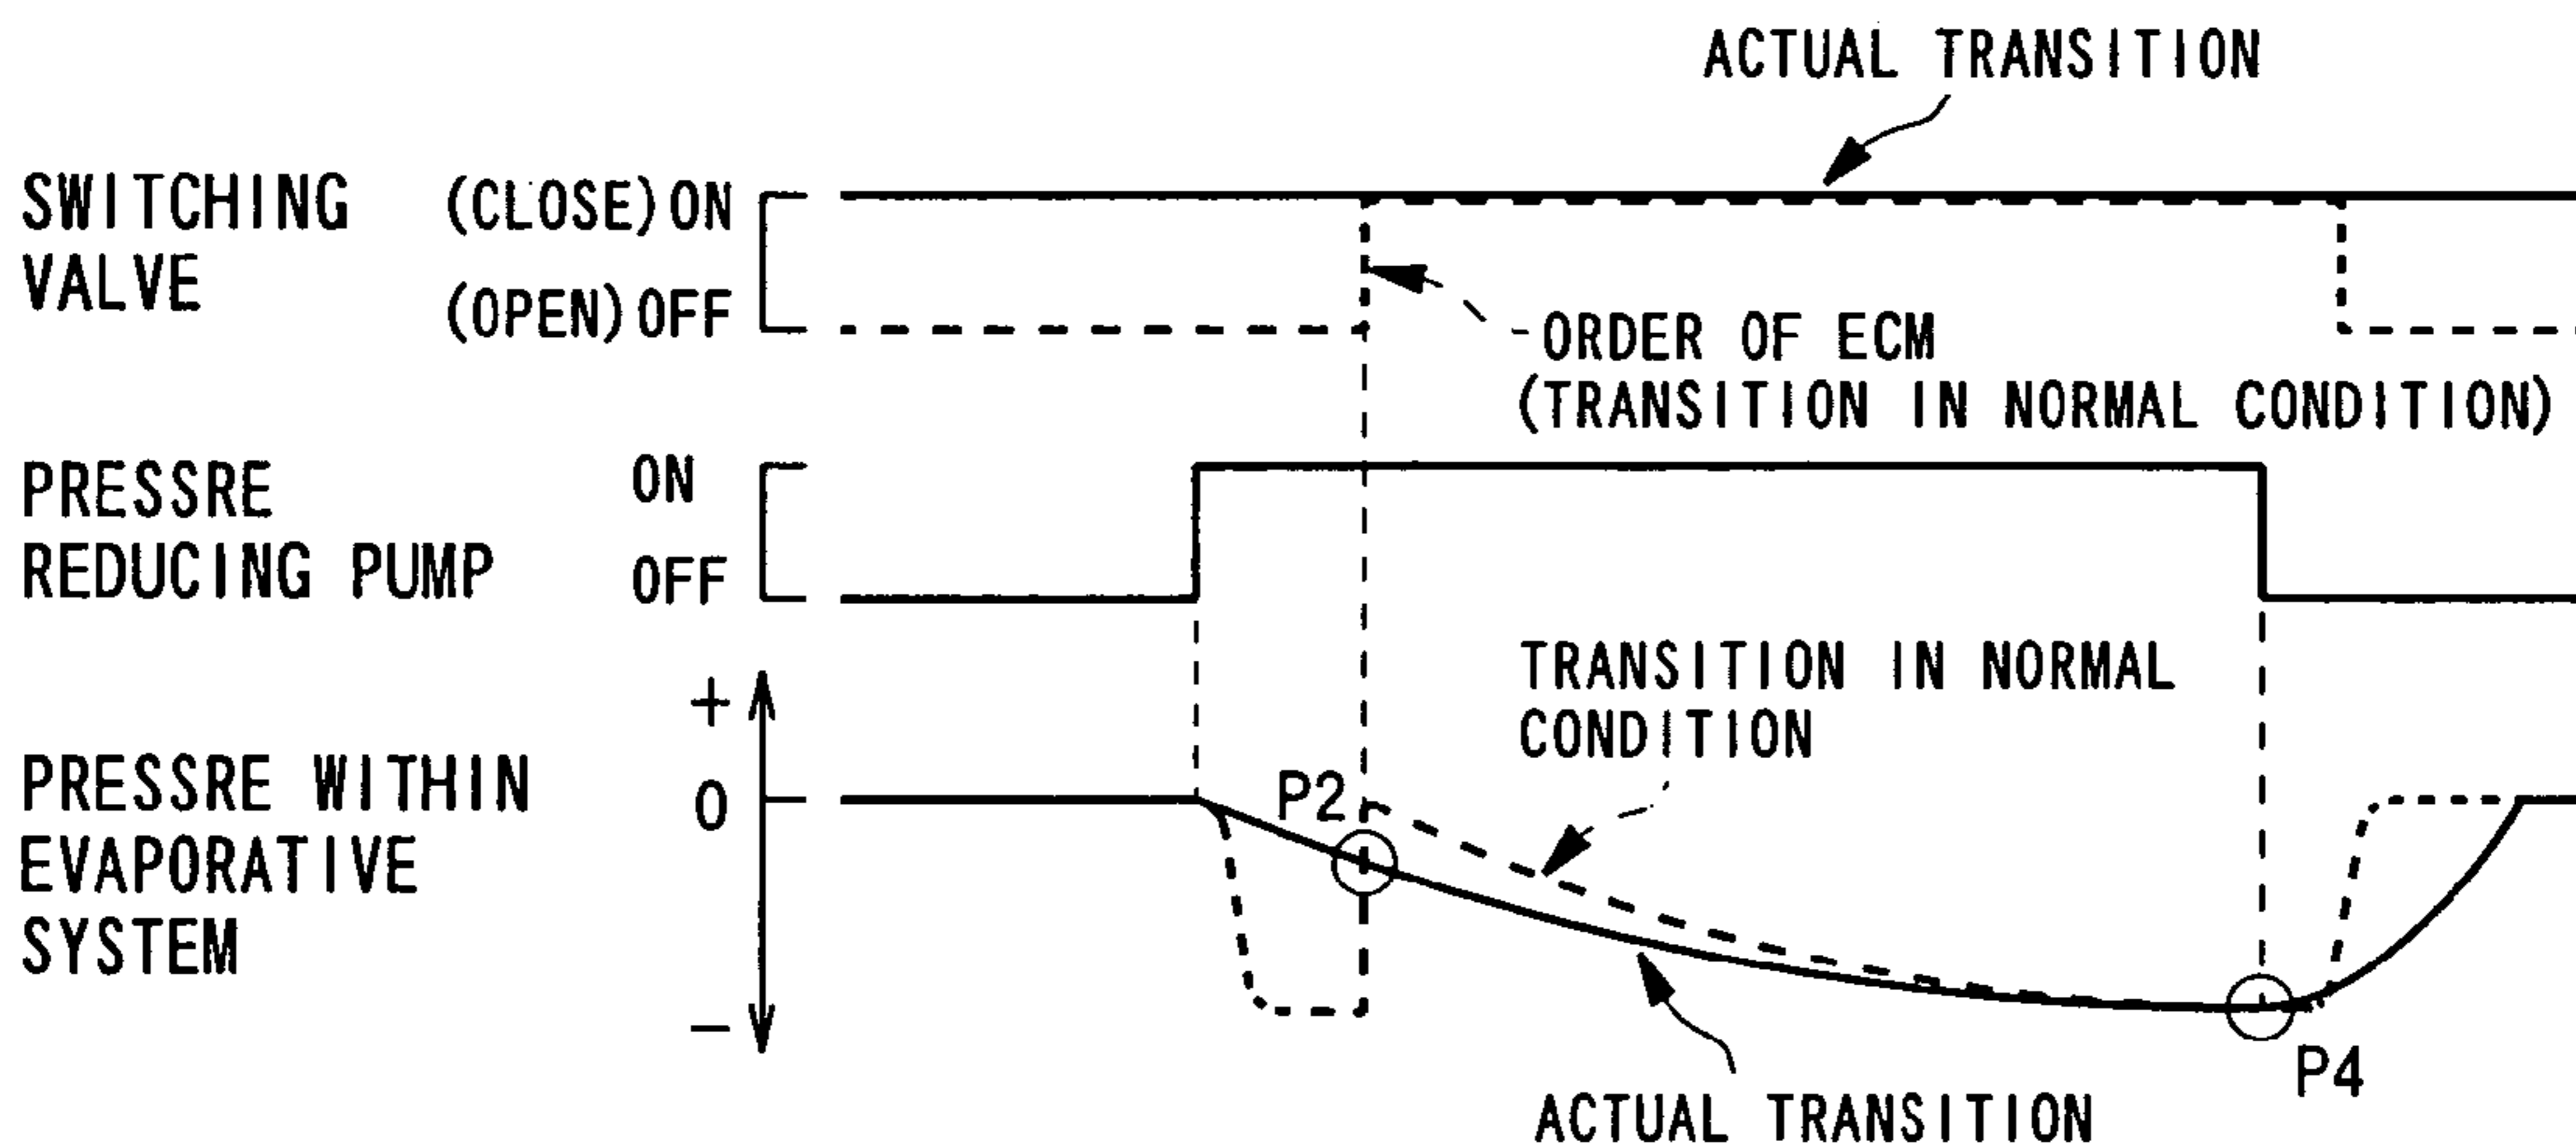 ACTUAL TRANSITION
SWITCHING
VALVE
(CLOSE) ON
(OPEN) OFF
ORDER OF ECM
(TRANSITION IN NORMAL CONDITION)
PRESSRE
REDUCING PUMP
ON
OFF
TRANSITION IN NORMAL
CONDITION
PRESSRE WITHIN
EVAPORATIVE
SYSTEM
+
0
−
P2
P4
ACTUAL TRANSITION